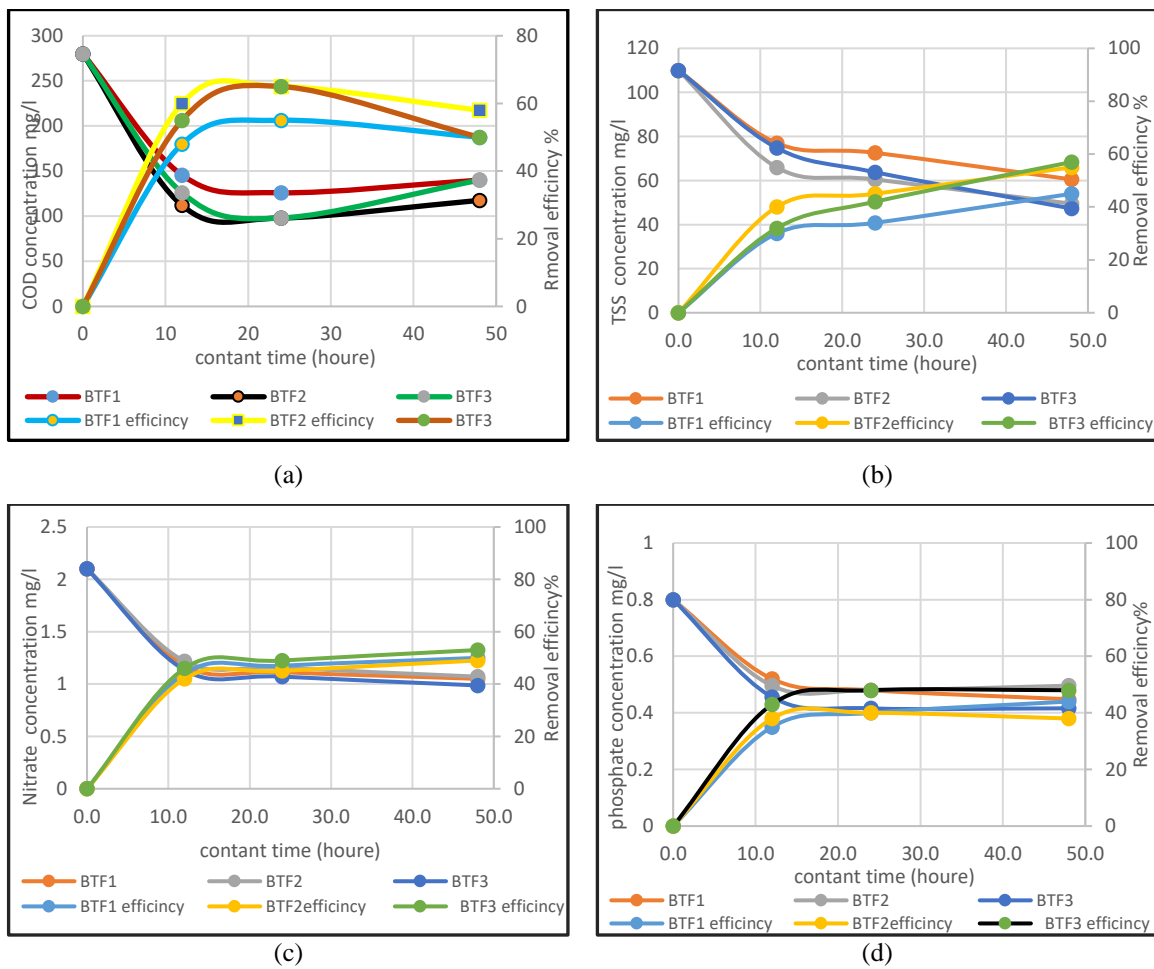 300
250
200
150
100
50
0
COD concentration mg/l
80
60
40
20
0
Rmoval efficiency %
0 10 20 30 40 50
contant time (houre)
BTF1 BTF2 BTF3
BTF1 efficincy BTF2 efficincy BTF3
(a)
120
100
80
60
40
20
0
TSS concentration mg/l
100
80
60
40
20
0
Removal efficiency %
0.0 10.0 20.0 30.0 40.0 50.0
contant time (houre)
BTF1 BTF2 BTF3
BTF1 efficincy BTF2efficincy BTF3 efficincy
(b)
2.5
2
1.5
1
0.5
0
Nitrate concentration mg/l
100
80
60
40
20
0
Removal efficiency%
0.0 10.0 20.0 30.0 40.0 50.0
contant time (houre)
BTF1 BTF2 BTF3
BTF1 efficincy BTF2efficincy BTF3 efficincy
(c)
1
0.8
0.6
0.4
0.2
0
phosphate concentration mg/l
100
80
60
40
20
0
Removal efficiency%
0.0 10.0 20.0 30.0 40.0 50.0
contant time (houre)
BTF1 BTF2 BTF3
BTF1 efficincy BTF2efficincy BTF3 efficincy
(d)